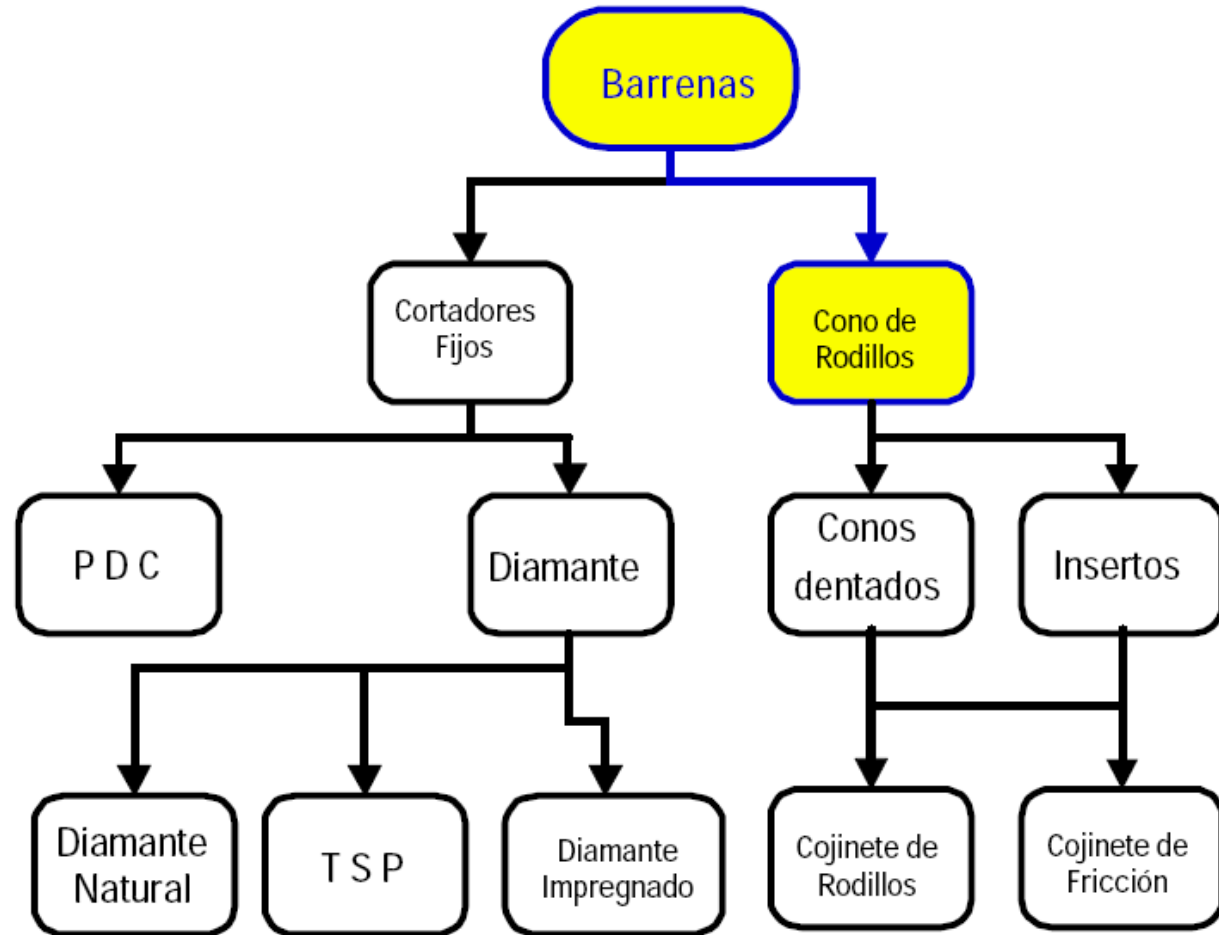 Barrenas
Cortadores
Fijos
Cono de
Rodillos
P D C
Diamante
Conos
dentados
Insertos
Diamante
Natural
T S P
Diamante
Impregnado
Cojinete de
Rodillos
Cojinete de
Fricción